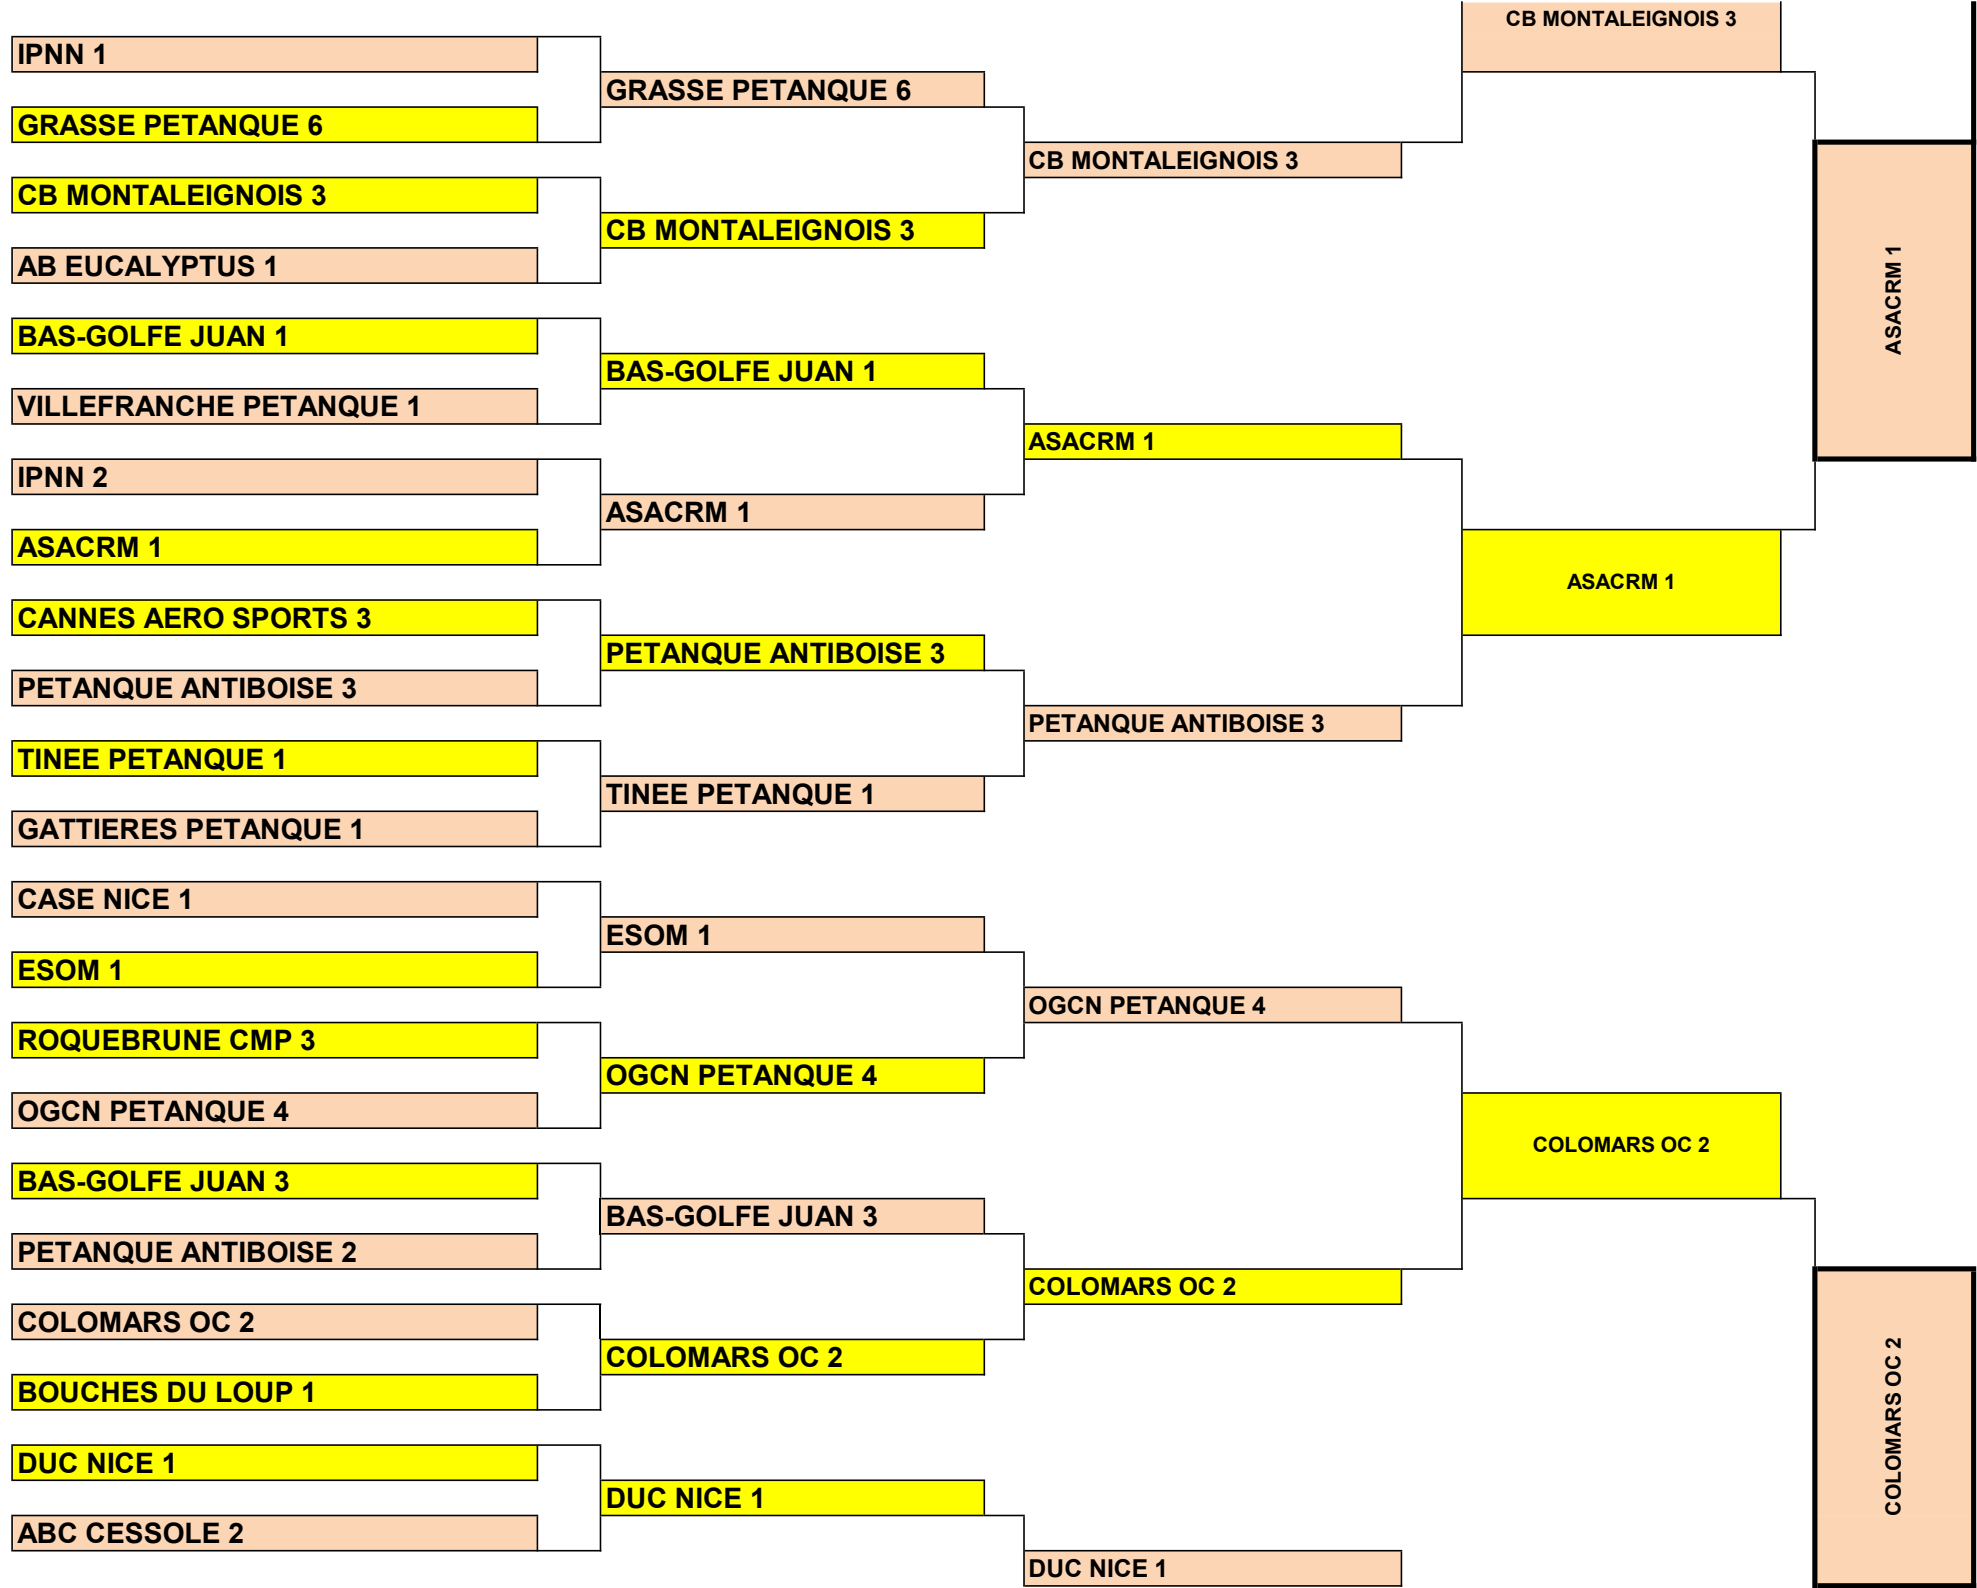 IPNN 1
GRASSE PETANQUE 6
CB MONTALEIGNOIS 3
AB EUCALYPTUS 1
BAS-GOLFE JUAN 1
VILLEFRANCHE PETANQUE 1
IPNN 2
ASACRM 1
CANNES AERO SPORTS 3
PETANQUE ANTIBOISE 3
TINEE PETANQUE 1
GATTIERES PETANQUE 1
CASE NICE 1
ESOM 1
ROQUEBRUNE CMP 3
OGCN PETANQUE 4
BAS-GOLFE JUAN 3
PETANQUE ANTIBOISE 2
COLOMARS OC 2
BOUCHES DU LOUP 1
DUC NICE 1
ABC CESSOLE 2
GRASSE PETANQUE 6
CB MONTALEIGNOIS 3
BAS-GOLFE JUAN 1
ASACRM 1
PETANQUE ANTIBOISE 3
TINEE PETANQUE 1
ESOM 1
OGCN PETANQUE 4
BAS-GOLFE JUAN 3
COLOMARS OC 2
DUC NICE 1
CB MONTALEIGNOIS 3
ASACRM 1
PETANQUE ANTIBOISE 3
OGCN PETANQUE 4
COLOMARS OC 2
DUC NICE 1
CB MONTALEIGNOIS 3
ASACRM 1
COLOMARS OC 2
ASACRM 1
COLOMARS OC 2